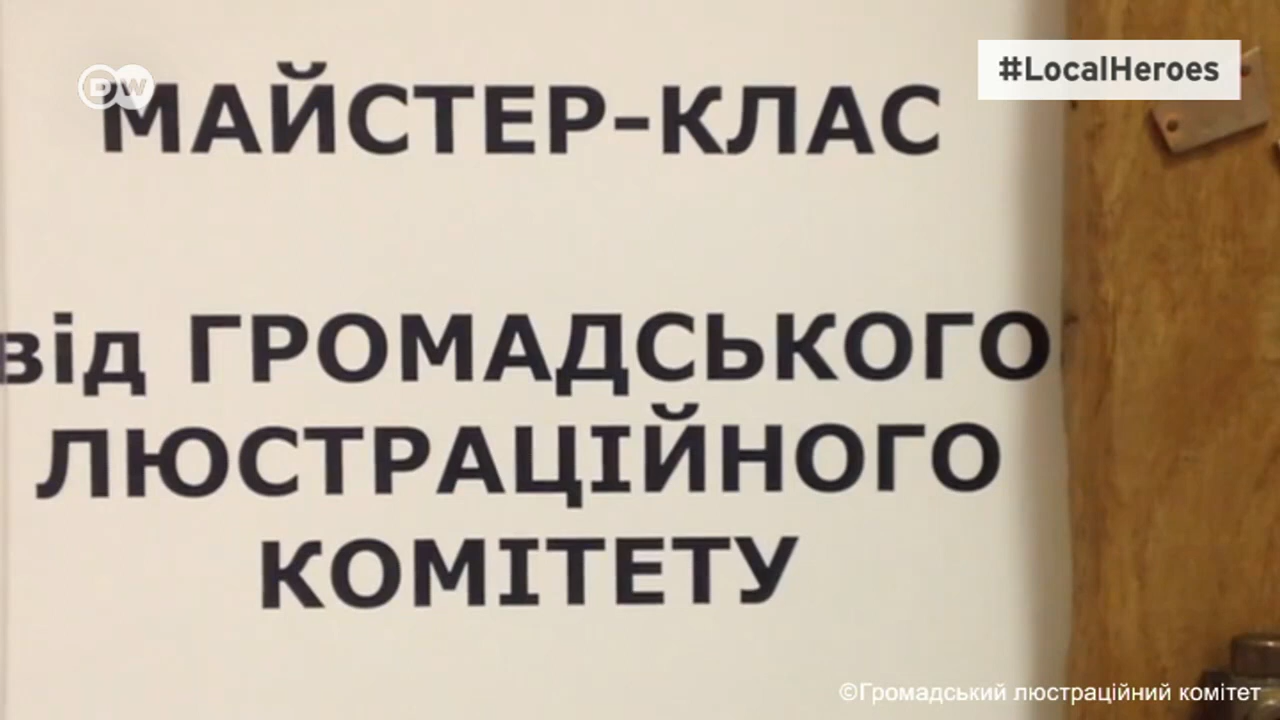 DW
#LocalHeroes
МАЙСТЕР-КЛАС
від ГРОМАДСЬКОГО
ЛЮСТРАЦІЙНОГО
КОМІТЕТУ
©Громадський люстраційний комітет